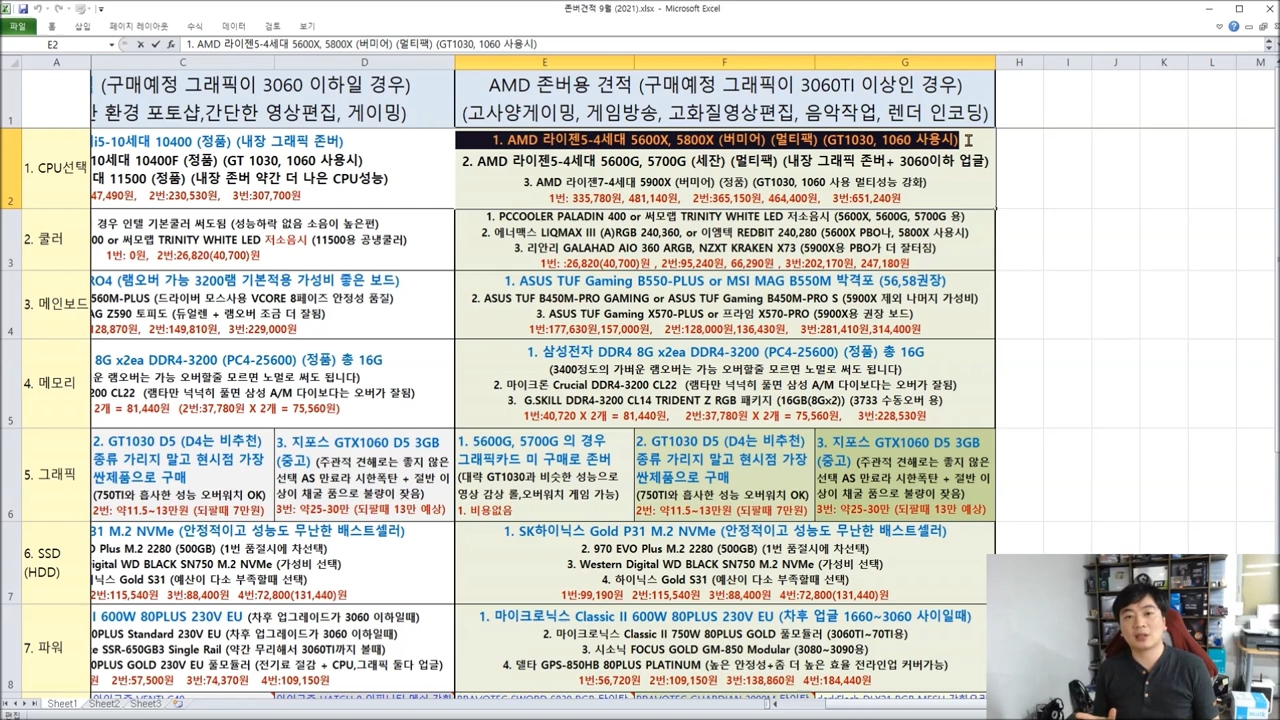 존버견적 9월 (2021).xlsx - Microsoft Excel
파일 홈 삽입 페이지 레이아웃 수식 데이터 검토 보기
E2 fx 1. AMD 라이젠5-4세대 5600X, 5800X (버미어) (멀티팩) (GT1030, 1060 사용시)
A C D E F G H I J K L M
1
(구매예정 그래픽이 3060 이하일 경우)
환경 포토샵,간단한 영상편집, 게이밍)
AMD 존버용 견적 (구매예정 그래픽이 3060TI 이상인 경우)
(고사양게이밍, 게임방송, 고화질영상편집, 음악작업, 렌더 인코딩)
2
1. CPU선택
i5-10세대 10400 (정품) (내장 그래픽 존버)
10세대 10400F (정품) (GT 1030, 1060 사용시)
대 11500 (정품) (내장 존버 약간 더 나은 CPU성능)
47,490원, 2번:230,530원, 3번:307,700원
1. AMD 라이젠5-4세대 5600X, 5800X (버미어) (멀티팩) (GT1030, 1060 사용시)
2. AMD 라이젠5-4세대 5600G, 5700G (세잔) (멀티팩) (내장 그래픽 존버+ 3060이하 업글)
3. AMD 라이젠7-4세대 5900X (버미어) (정품) (GT1030, 1060 사용 멀티성능 강화)
1번: 335,780원, 481,140원, 2번:365,150원, 464,400원, 3번:651,240원
3
2. 쿨러
경우 인텔 기본쿨러 써도됨 (성능하락 없음 소음이 높은편)
00 or 써모랩 TRINITY WHITE LED 저소음시 (11500용 공냉쿨러)
1번: 0원, 2번:26,820(40,700)원
1. PCCOOLER PALADIN 400 or 써모랩 TRINITY WHITE LED 저소음시 (5600X, 5600G, 5700G 용)
2. 에너맥스 LIQMAX III (A)RGB 240,360, or 이엠텍 REDBIT 240,280 (5600X PBO나, 5800X 사용시)
3. 리안리 GALAHAD AIO 360 ARGB, NZXT KRAKEN X73 (5900X용 PBO가 더 잘터짐)
1번: :26,820(40,700)원 , 2번:95,240원, 66,290원 , 3번:202,170원, 247,180원
4
3. 메인보드
RO4 (램오버 가능 3200램 기본적용 가성비 좋은 보드)
560M-PLUS (드라이버 모스사용 VCORE 8페이즈 안정성 품질)
AG Z590 토피도 (듀얼렌 + 램오버 조금 더 잘됨)
128,870원, 2번:149,810원, 3번:229,000원
1. ASUS TUF Gaming B550-PLUS or MSI MAG B550M 박격포 (56,58권장)
2. ASUS TUF B450M-PRO GAMING or ASUS TUF Gaming B450M-PRO S (5900X 제외 나머지 가성비)
3. ASUS TUF Gaming X570-PLUS or 프라임 X570-PRO (5900X용 권장 보드)
1번:177,630원,157,000원, 2번:128,000원,136,430원, 3번:281,410원,314,400원
5
4. 메모리
8G x2ea DDR4-3200 (PC4-25600) (정품) 총 16G
운 램오버는 가능 오버할줄 모르면 노멀로 써도 됩니다)
00 CL22 (램타만 넉넉히 풀면 삼성 A/M 다이보다는 오버가 잘됨)
2개 = 81,440원 (2번:37,780원 X 2개 = 75,560원)
1. 삼성전자 DDR4 8G x2ea DDR4-3200 (PC4-25600) (정품) 총 16G
(3400정도의 가벼운 램오버는 가능 오버할줄 모르면 노멀로 써도 됩니다)
2. 마이크론 Crucial DDR4-3200 CL22 (램타만 넉넉히 풀면 삼성 A/M 다이보다는 오버가 잘됨)
3. G.SKILL DDR4-3200 CL14 TRIDENT Z RGB 패키지 (16GB(8Gx2)) (3733 수동오버 용)
1번:40,720 X 2개 = 81,440원, 2번:37,780원 X 2개 = 75,560원, 3번:228,530원
6
5. 그래픽
2. GT1030 D5 (D4는 비추천)
종류 가리지 말고 현시점 가장
싼제품으로 구매
(750TI와 흡사한 성능 오버워치 OK)
2번: 약11.5~13만원 (되팔때 7만원)
3. 지포스 GTX1060 D5 3GB
(중고) (주관적 견해로는 좋지 않은
선택 AS 만료라 시한폭탄 + 절반 이
상이 채굴 품으로 불량이 잦음)
3번: 약25-30만 (되팔때 13만 예상)
1. 5600G, 5700G 의 경우
그래픽카드 미 구매로 존버
(대략 GT1030과 비슷한 성능으로
영상 감상 롤,오버워치 게임 가능)
1. 비용없음
2. GT1030 D5 (D4는 비추천)
종류 가리지 말고 현시점 가장
싼제품으로 구매
(750TI와 흡사한 성능 오버워치 OK)
2번: 약11.5~13만원 (되팔때 7만원)
3. 지포스 GTX1060 D5 3GB
(중고) (주관적 견해로는 좋지 않은
선택 AS 만료라 시한폭탄 + 절반 이
상이 채굴 품으로 불량이 잦음)
3번: 약25-30만 (되팔때 13만 예상)
7
6. SSD
(HDD)
31 M.2 NVMe (안정적이고 성능도 무난한 배스트셀러)
O Plus M.2 2280 (500GB) (1번 품절시에 차선택)
igital WD BLACK SN750 M.2 NVMe (가성비 선택)
닉스 Gold S31 (예산이 다소 부족할때 선택)
2번:115,540원, 3번:88,400원, 4번:72,800(131,440)원
1. SK하이닉스 Gold P31 M.2 NVMe (안정적이고 성능도 무난한 배스트셀러)
2. 970 EVO Plus M.2 2280 (500GB) (1번 품절시에 차선택)
3. Western Digital WD BLACK SN750 M.2 NVMe (가성비 선택)
4. 하이닉스 Gold S31 (예산이 다소 부족할때 선택)
1번:99,190원, 2번:115,540원, 3번:88,400원, 4번:72,800(131,440)원
8
7. 파워
I 600W 80PLUS 230V EU (차후 업그레이드가 3060 이하일때)
80PLUS Standard 230V EU (차후 업그레이드가 3060 이하일때)
e SSR-650GB3 Single Rail (약간 무리해서 3060TI까지 볼때)
0PLUS GOLD 230V EU 풀모듈러 (전기료 절감 + CPU,그래픽 둘다 업글)
2번: 57,500원, 3번:74,370원, 4번:109,150원
1. 마이크로닉스 Classic II 600W 80PLUS 230V EU (차후 업글 1660~3060 사이일때)
2. 마이크로닉스 Classic II 750W 80PLUS GOLD 풀모듈러 (3060TI~70TI용)
3. 시소닉 FOCUS GOLD GM-850 Modular (3080~3090용)
4. 델타 GPS-850HB 80PLUS PLATINUM (높은 안정성+좀 더 높은 효율 전라인업 커버가능)
1번:56,720원, 2번:109,150원, 3번:138,860원, 4번:184,440원
Sheet1 Sheet2 Sheet3
편집